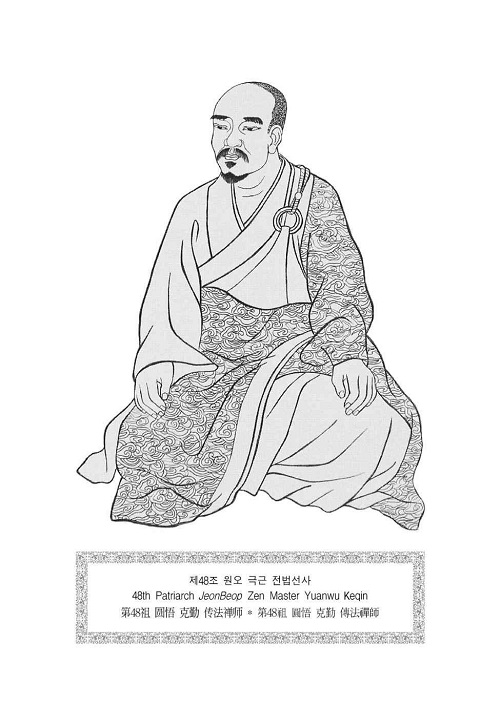 제48조 원오 극근 전법선사
48th Patriarch JeonBeop Zen Master Yuanwu Keqin
第48祖 圆悟 克勤 传法禅师 * 第48祖 圓悟 克勤 傳法禪師